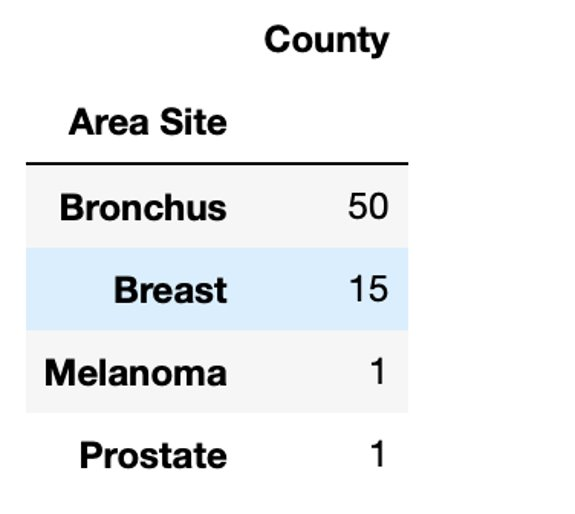 County
Area Site
Bronchus 50
Breast 15
Melanoma 1
Prostate 1